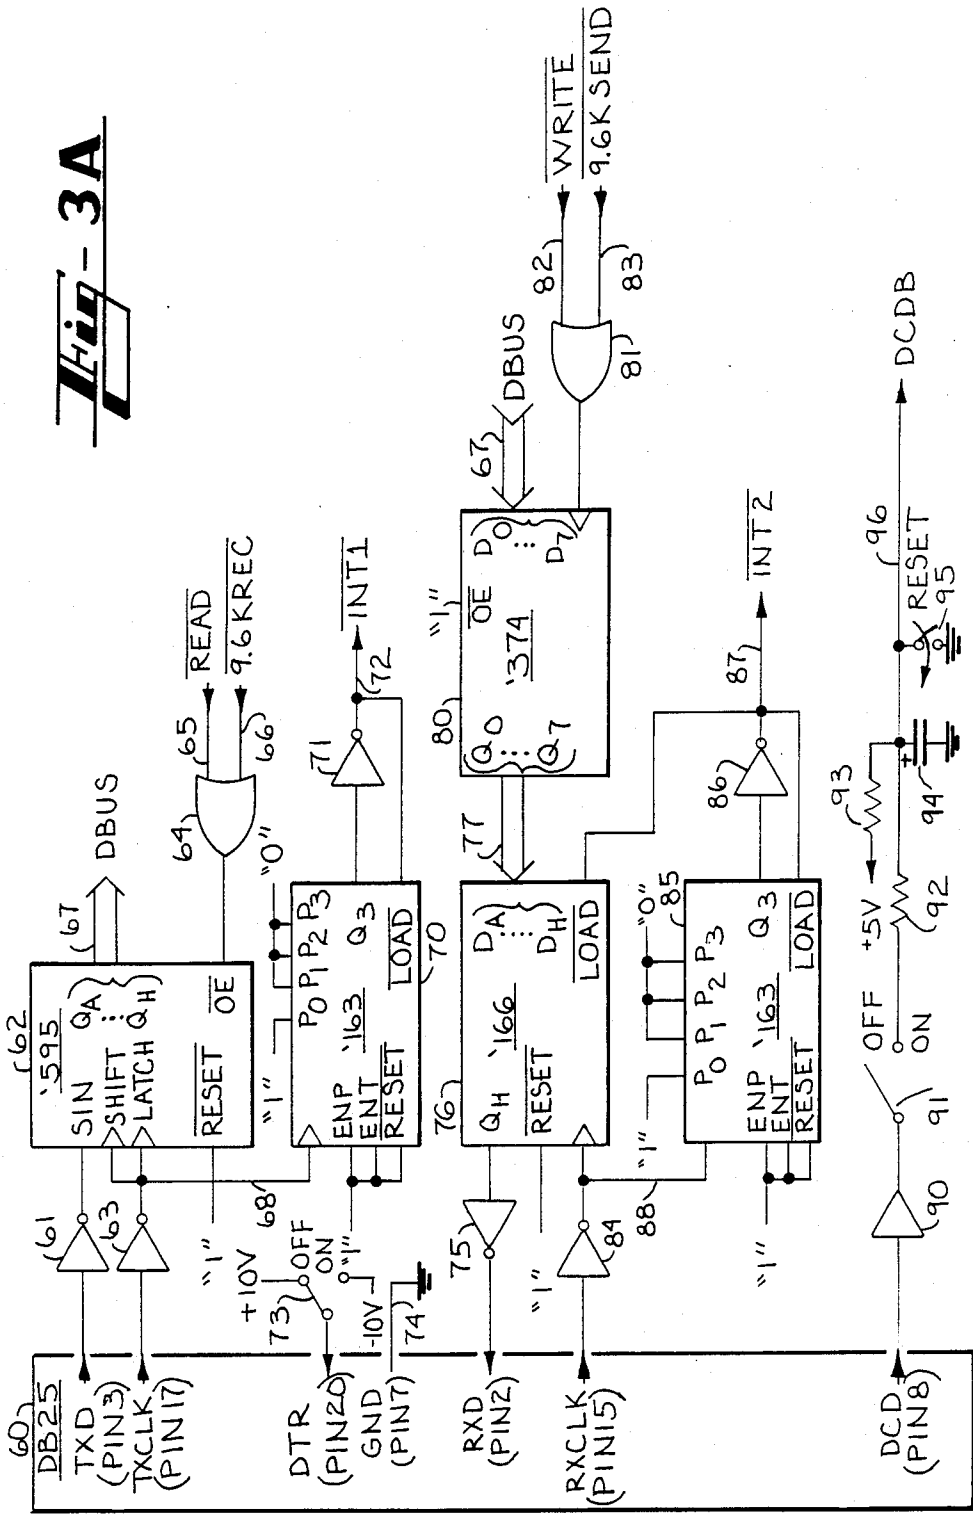 Fig-3A
60
DB25
TXD
(PIN3)
TXCLK
(PIN17)
DTR
(PIN20)
GND
(PIN7)
RXD
(PIN2)
RXCLK
(PIN15)
DCD
(PIN8)
61
63
"1"
68
62
'595
SIN
SHIFT
LATCH
QA
QH
RESET
OE
67
DBUS
64
65
READ
66
9.6KREC
+10V
73
OFF
ON
-10V
74
"1"
"1"
"0"
P0 P1 P2 P3
'163
ENP
ENT
RESET
Q3
LOAD
70
71
72
INT1
75
"1"
84
88
76
QH
'166
RESET
DA
DH
LOAD
77
80
Q0
Q7
'374
"1"
OE
D0
D7
67
DBUS
81
82
WRITE
83
9.6KSEND
"1"
"1"
"0"
85
P0 P1 P2 P3
'163
ENP
ENT
RESET
Q3
LOAD
86
87
INT2
90
91
OFF
ON
92
+5V
93
94
+
95
RESET
96
DCDB